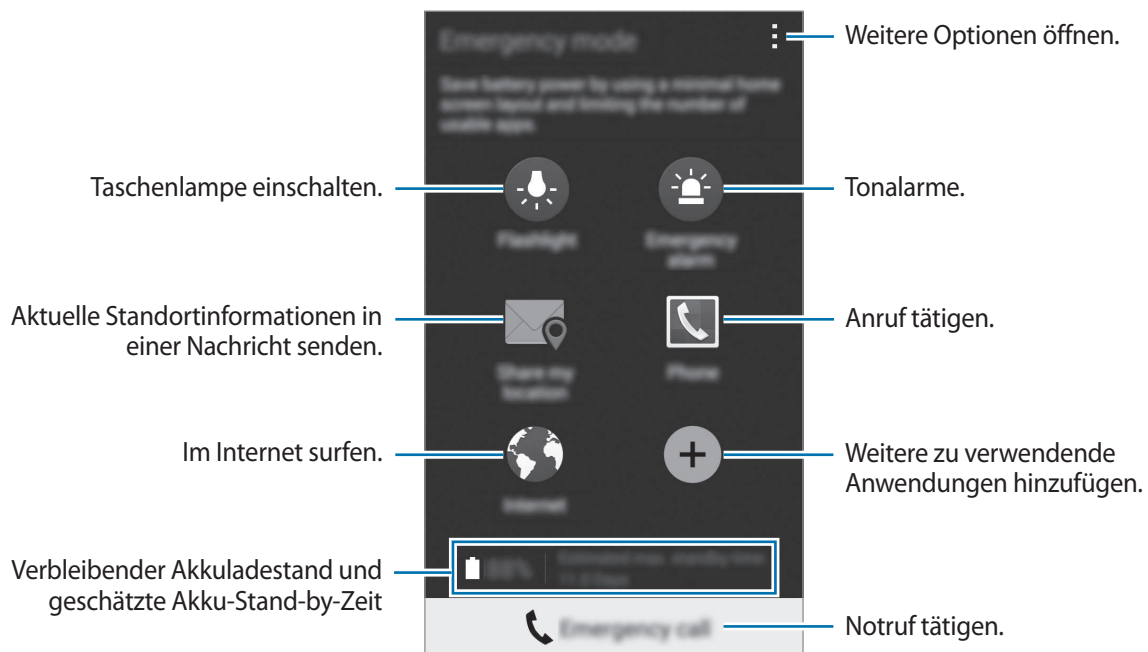 Emergency mode
Weitere Optionen öffnen.
Save battery power by using a minimal home
screen layout and limiting the number of
usable apps.
Taschenlampe einschalten.
Tonalarme.
Flashlight
Emergency
alarm
Aktuelle Standortinformationen in
einer Nachricht senden.
Anruf tätigen.
Share my
location
Phone
Im Internet surfen.
Weitere zu verwendende
Anwendungen hinzufügen.
Internet
Verbleibender Akkuladestand und
geschätzte Akku-Stand-by-Zeit
Estimated max. standby time
Emergency call
Notruf tätigen.